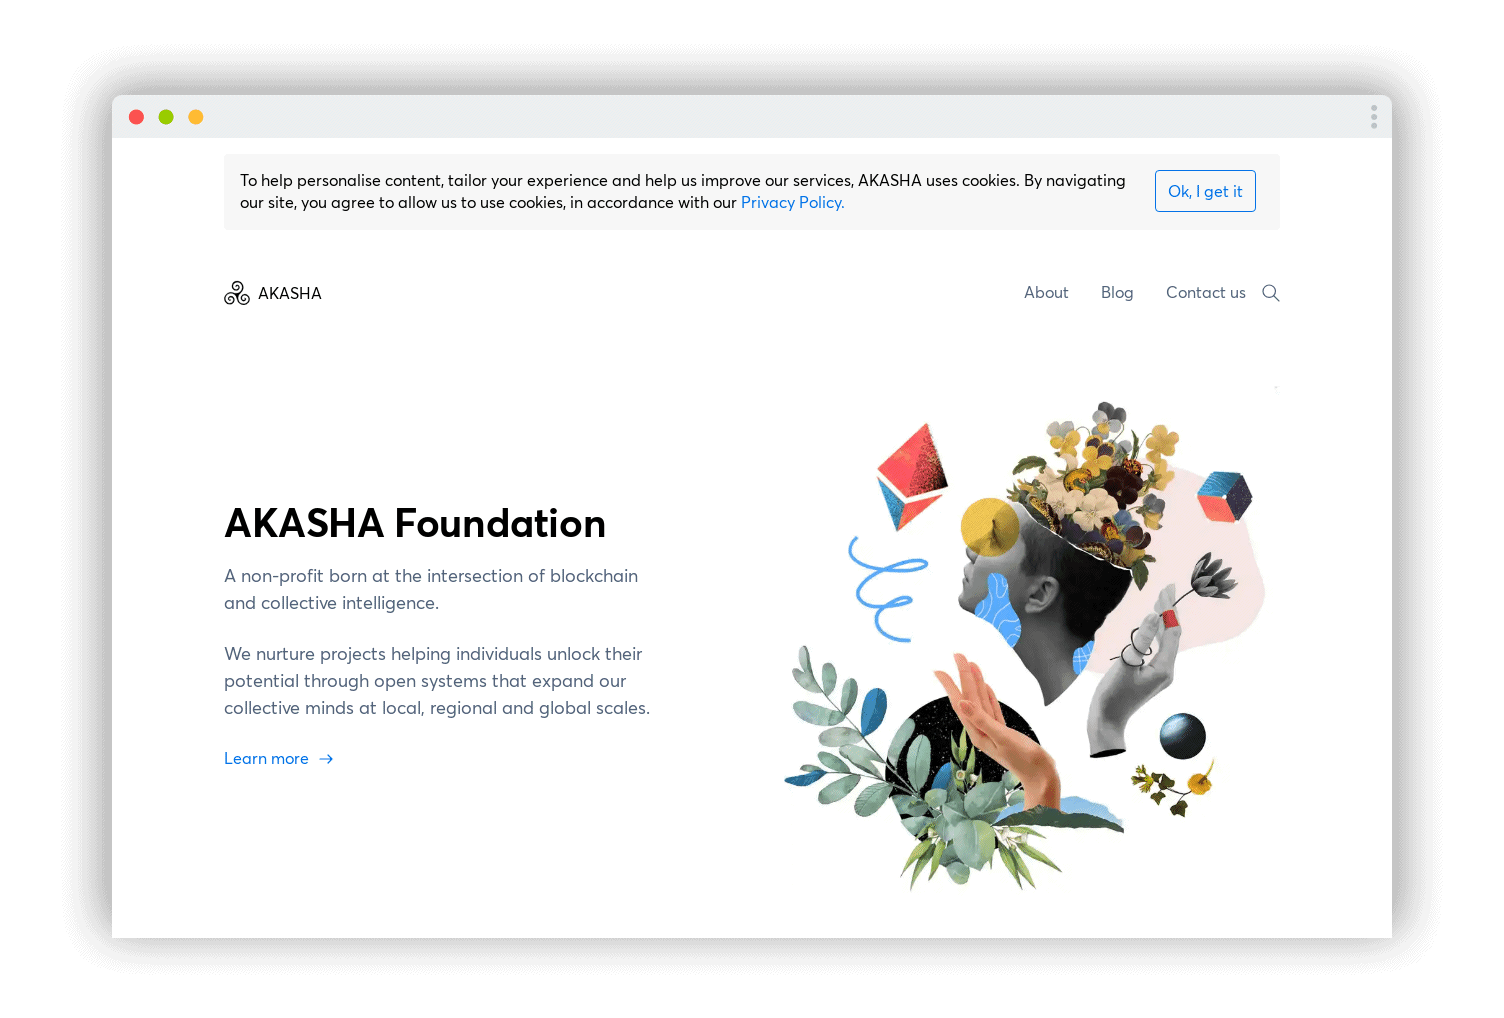 To help personalise content, tailor your experience and help us improve our services, AKASHA uses cookies. By navigating
our site, you agree to allow us to use cookies, in accordance with our Privacy Policy.
Ok, I get it
AKASHA
About
Blog
Contact us
AKASHA Foundation
A non-profit born at the intersection of blockchain
and collective intelligence.
We nurture projects helping individuals unlock their
potential through open systems that expand our
collective minds at local, regional and global scales.
Learn more →